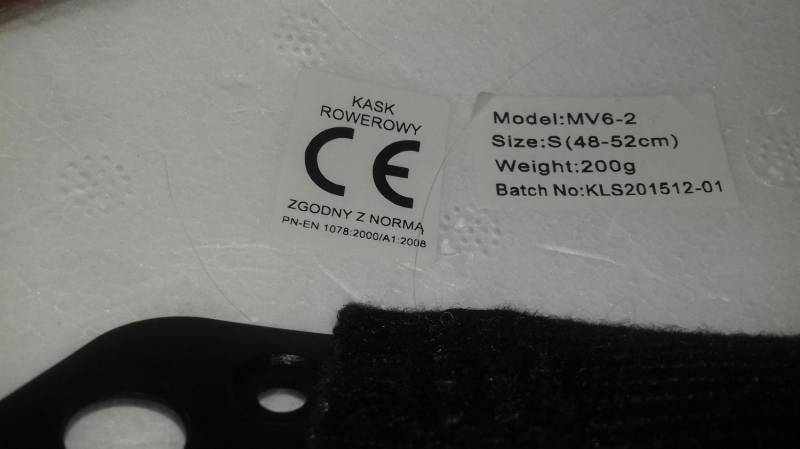 KASK
ROWEROWY
CE
ZGODNY Z NORMĄ
PN-EN 1078:2000/A1:2008
Model:MV6-2
Size:S(48-52cm)
Weight:200g
Batch No:KLS201512-01